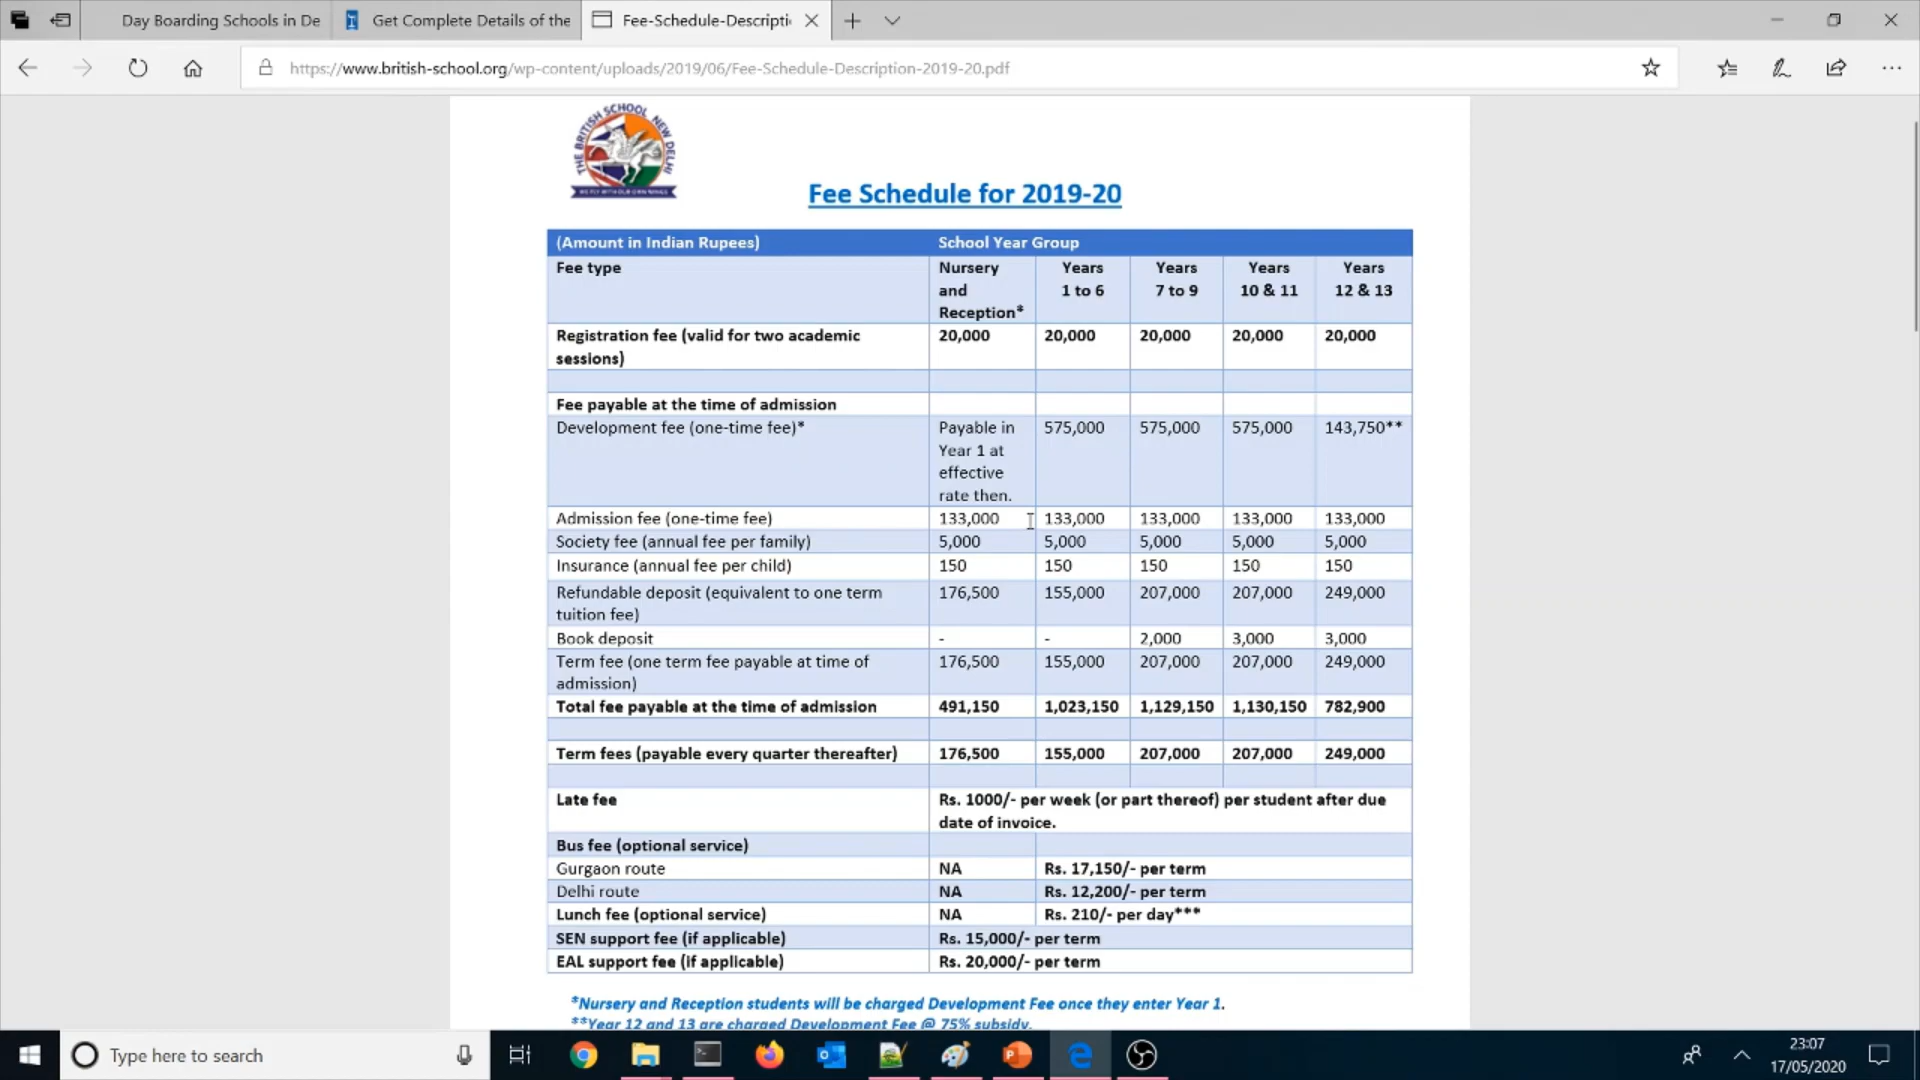 Day Boarding Schools in De
Get Complete Details of the
Fee-Schedule-Descripti
https://www.british-school.org/wp-content/uploads/2019/06/Fee-Schedule-Description-2019-20.pdf
THE BRITISH SCHOOL NEW DELHI
Fee Schedule for 2019-20
(Amount in Indian Rupees) School Year Group
Fee type Nursery and Reception* Years 1 to 6 Years 7 to 9 Years 10 & 11 Years 12 & 13
Registration fee (valid for two academic sessions) 20,000 20,000 20,000 20,000 20,000
Fee payable at the time of admission
Development fee (one-time fee)* Payable in Year 1 at effective rate then. 575,000 575,000 575,000 143,750**
Admission fee (one-time fee) 133,000 133,000 133,000 133,000 133,000
Society fee (annual fee per family) 5,000 5,000 5,000 5,000 5,000
Insurance (annual fee per child) 150 150 150 150 150
Refundable deposit (equivalent to one term tuition fee) 176,500 155,000 207,000 207,000 249,000
Book deposit - - 2,000 3,000 3,000
Term fee (one term fee payable at time of admission) 176,500 155,000 207,000 207,000 249,000
Total fee payable at the time of admission 491,150 1,023,150 1,129,150 1,130,150 782,900
Term fees (payable every quarter thereafter) 176,500 155,000 207,000 207,000 249,000
Late fee Rs. 1000/- per week (or part thereof) per student after due date of invoice.
Bus fee (optional service)
Gurgaon route NA Rs. 17,150/- per term
Delhi route NA Rs. 12,200/- per term
Lunch fee (optional service) NA Rs. 210/- per day***
SEN support fee (if applicable) Rs. 15,000/- per term
EAL support fee (if applicable) Rs. 20,000/- per term
*Nursery and Reception students will be charged Development Fee once they enter Year 1.
**Year 12 and 13 are charged Development Fee @ 75% subsidy.
Type here to search
23:07
17/05/2020